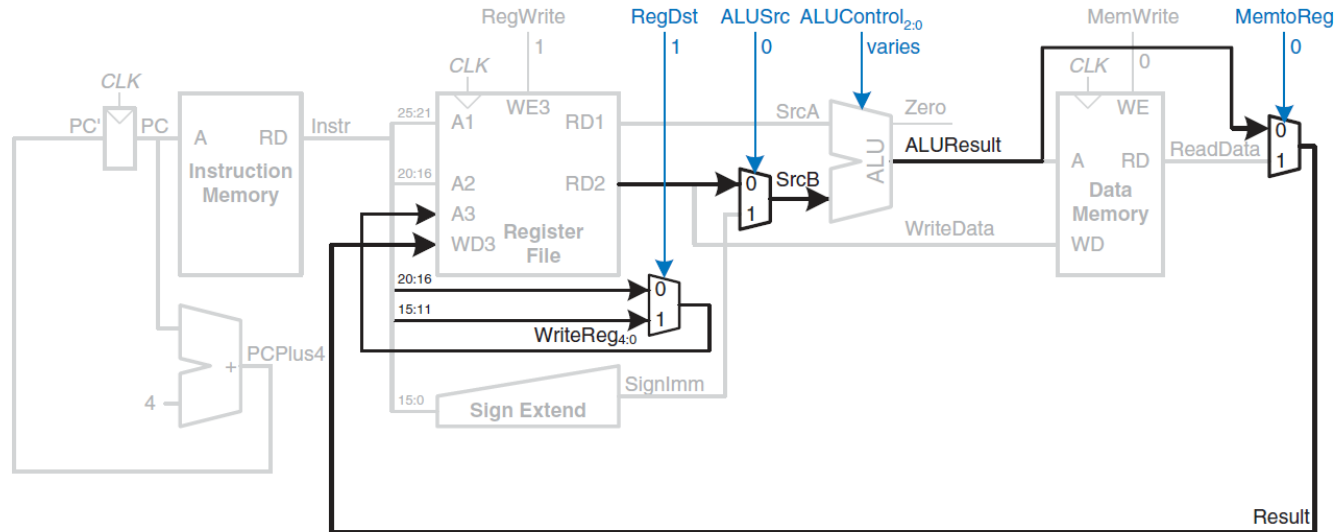 RegWrite
1
RegDst
1
ALUSrc
0
ALUControl2:0
varies
MemWrite
0
MemtoReg
0
CLK
PC'
PC
A
RD
Instruction
Memory
Instr
25:21
20:16
CLK
WE3
A1
RD1
A2
RD2
A3
WD3
Register
File
20:16
15:11
0
1
WriteReg4:0
15:0
Sign Extend
SignImm
0
1
SrcA
SrcB
ALU
Zero
ALUResult
WriteData
CLK
WE
A
RD
Data
Memory
WD
ReadData
0
1
4
+
PCPlus4
Result